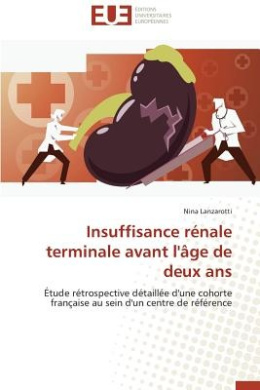 EUE
ÉDITIONS
UNIVERSITAIRES
EUROPÉENNES
Nina Lanzarotti
Insuffisance rénale
terminale avant l'âge de
deux ans
Étude rétrospective détaillée d'une cohorte
française au sein d'un centre de référence